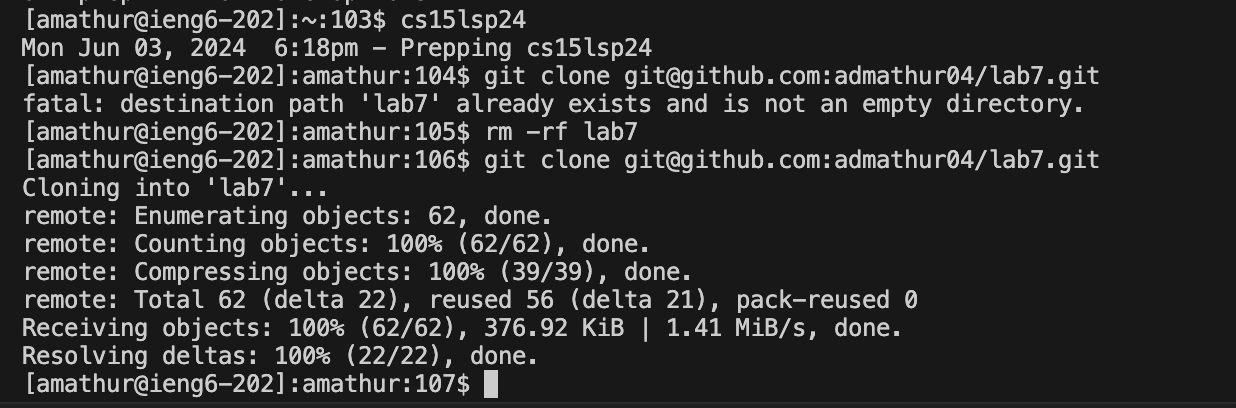 [amathur@ieng6-202]:~:103$ cs15lsp24
Mon Jun 03, 2024  6:18pm - Prepping cs15lsp24
[amathur@ieng6-202]:amathur:104$ git clone git@github.com:admathur04/lab7.git
fatal: destination path 'lab7' already exists and is not an empty directory.
[amathur@ieng6-202]:amathur:105$ rm -rf lab7
[amathur@ieng6-202]:amathur:106$ git clone git@github.com:admathur04/lab7.git
Cloning into 'lab7'...
remote: Enumerating objects: 62, done.
remote: Counting objects: 100% (62/62), done.
remote: Compressing objects: 100% (39/39), done.
remote: Total 62 (delta 22), reused 56 (delta 21), pack-reused 0
Receiving objects: 100% (62/62), 376.92 KiB | 1.41 MiB/s, done.
Resolving deltas: 100% (22/22), done.
[amathur@ieng6-202]:amathur:107$